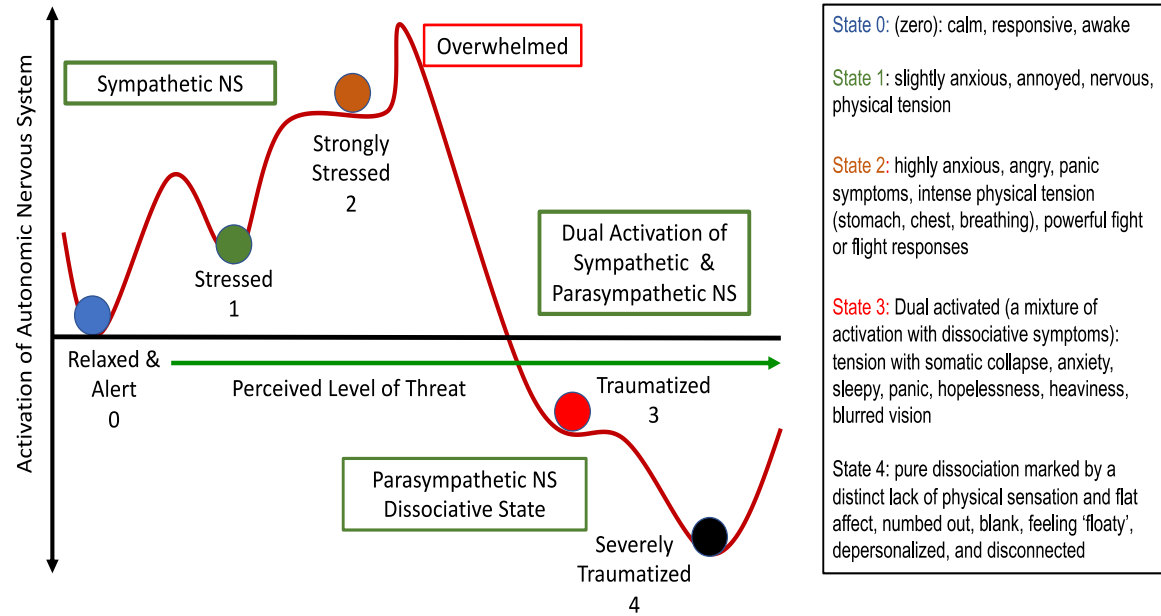 Activation of Autonomic Nervous System
Sympathetic NS
Overwhelmed
Strongly
Stressed
2
Stressed
1
Dual Activation of
Sympathetic &
Parasympathetic NS
Relaxed &
Alert
0
Perceived Level of Threat
Traumatized
3
Parasympathetic NS
Dissociative State
Severely
Traumatized
4
State 0: (zero): calm, responsive, awake
State 1: slightly anxious, annoyed, nervous,
physical tension
State 2: highly anxious, angry, panic
symptoms, intense physical tension
(stomach, chest, breathing), powerful fight
or flight responses
State 3: Dual activated (a mixture of
activation with dissociative symptoms):
tension with somatic collapse, anxiety,
sleepy, panic, hopelessness, heaviness,
blurred vision
State 4: pure dissociation marked by a
distinct lack of physical sensation and flat
affect, numbed out, blank, feeling ‘floaty’,
depersonalized, and disconnected